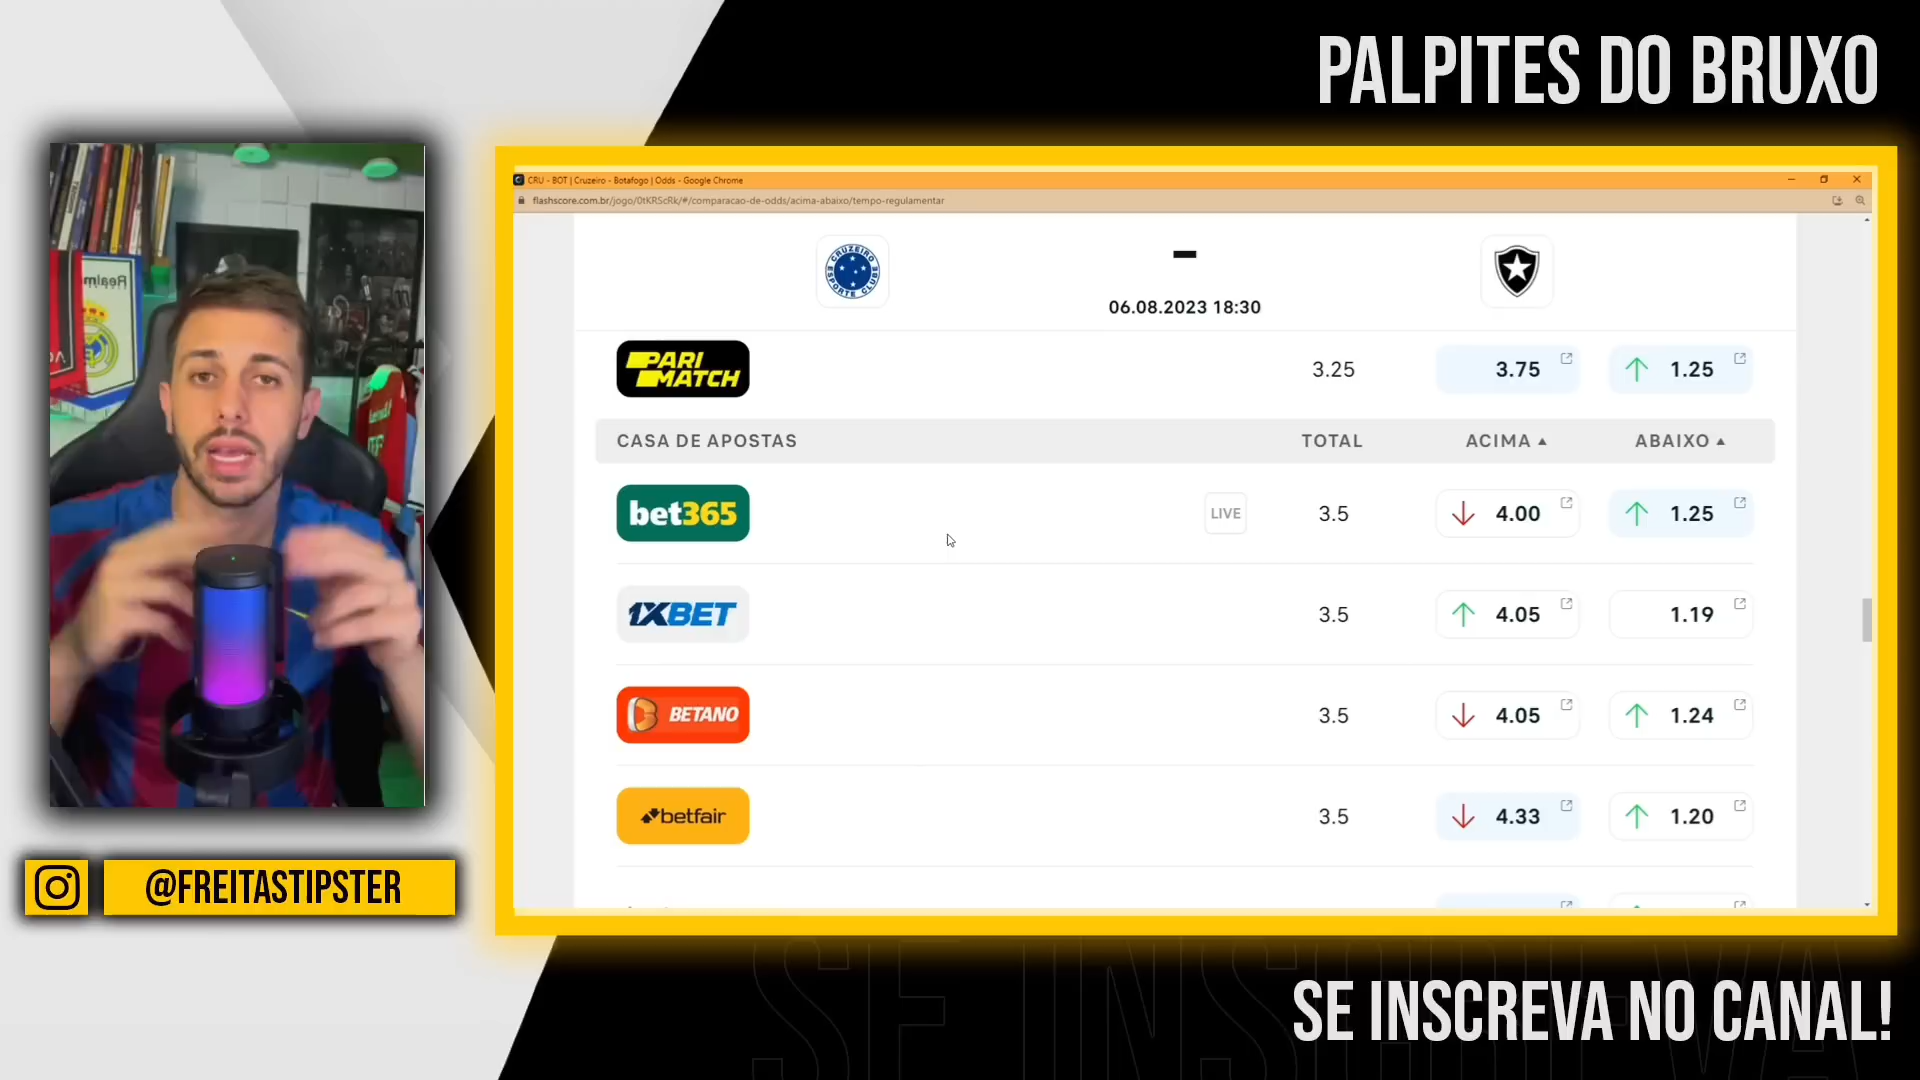 PALPITES DO BRUXO
CRU - BOT | Cruzeiro - Botafogo | Odds - Google Chrome
flashscore.com.br/jogo/0tKRScRk/#/comparacao-de-odds/acima-abaixo/tempo-regulamentar
CRUZEIRO ESPORTE CLUBE
-
06.08.2023 18:30
PARI MATCH 3.25 3.75 1.25
CASA DE APOSTAS TOTAL ACIMA ABAIXO
bet365 LIVE 3.5 4.00 1.25
1XBET 3.5 4.05 1.19
BETANO 3.5 4.05 1.24
betfair 3.5 4.33 1.20
@FREITASTIPSTER
SE INSCREVA NO CANAL!